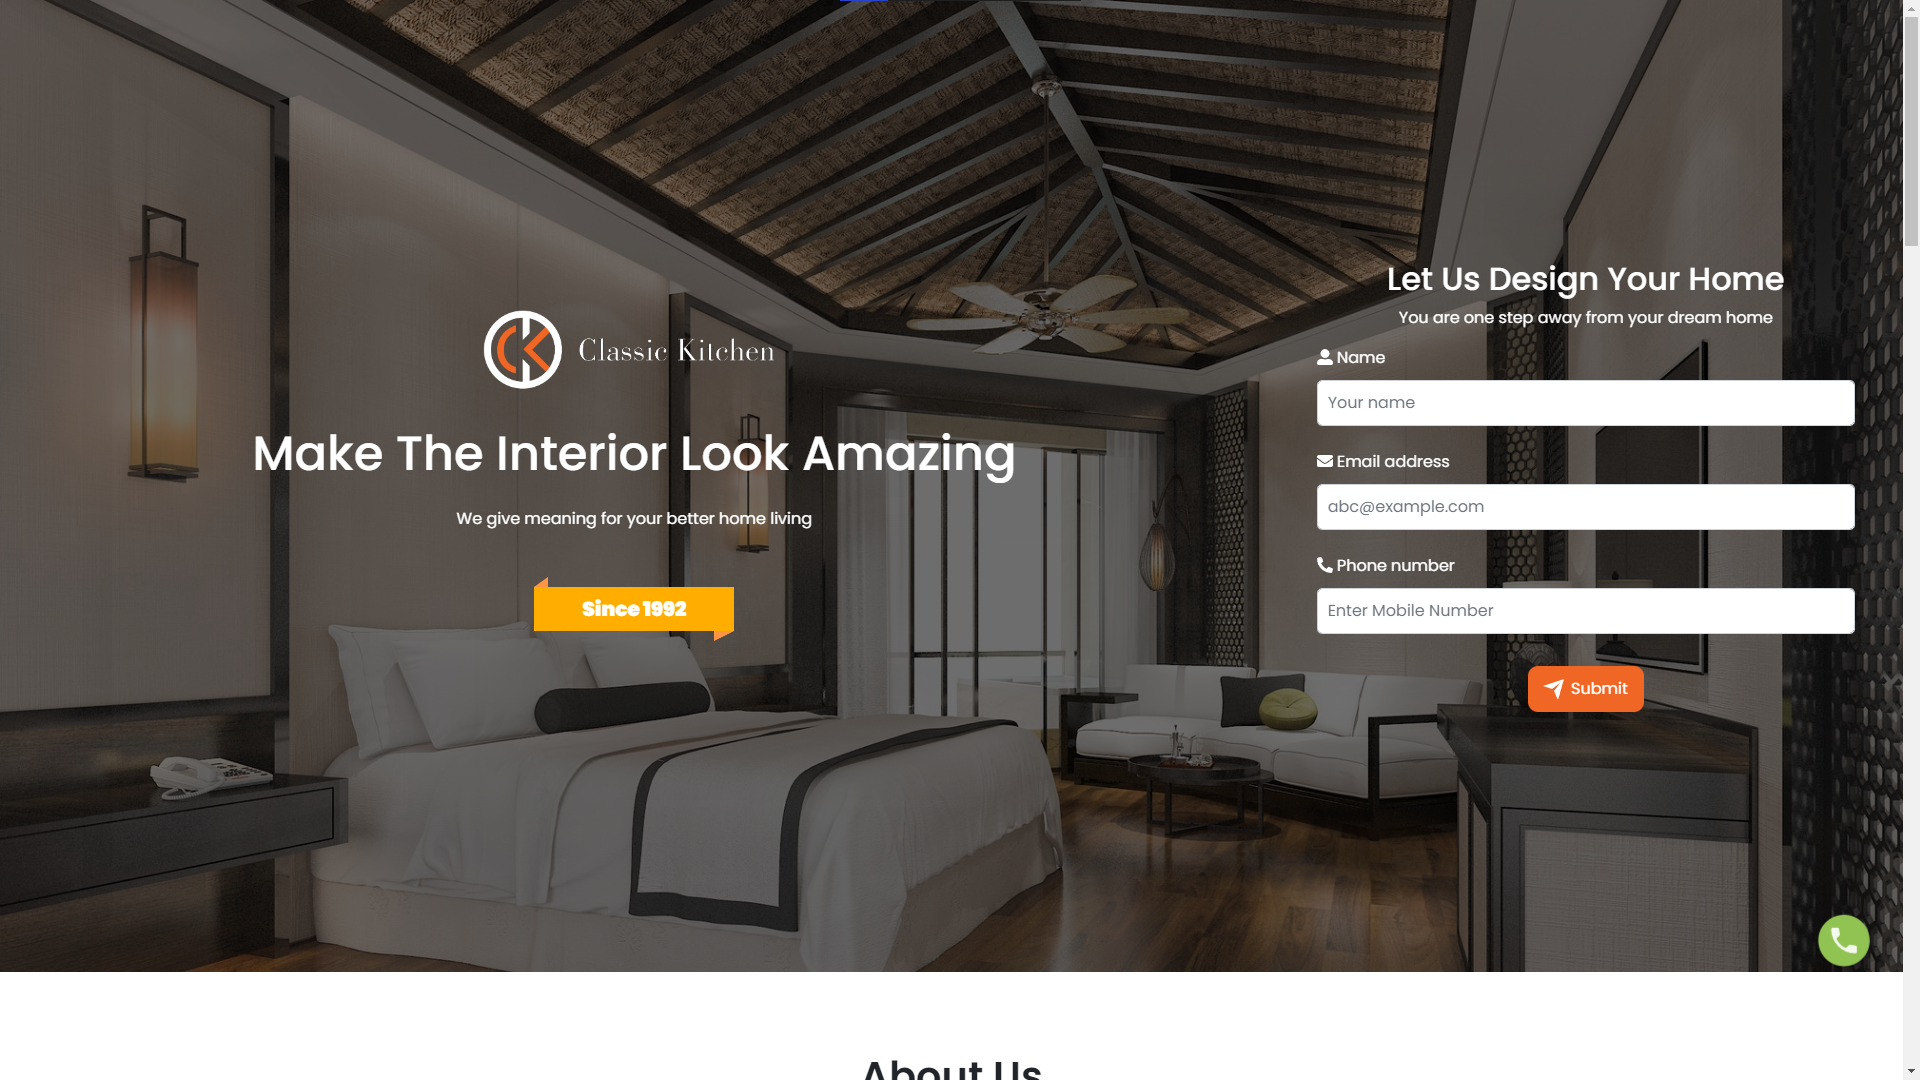 Classic Kitchen
Make The Interior Look Amazing
We give meaning for your better home living
Since 1992
Let Us Design Your Home
You are one step away from your dream home
Name
Your name
Email address
abc@example.com
Phone number
Enter Mobile Number
Submit
About Us